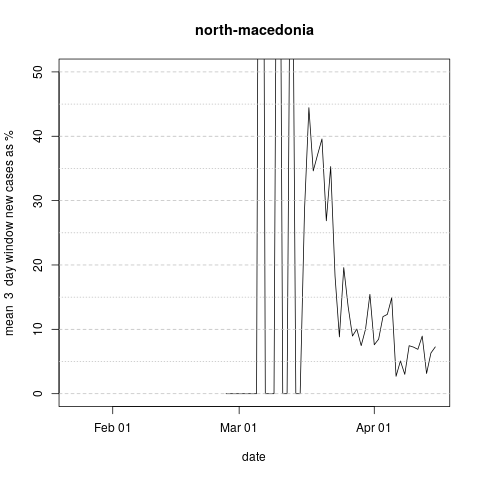 north-macedonia
mean 3 day window new cases as %
50
40
30
20
10
0
Feb 01
Mar 01
Apr 01
date